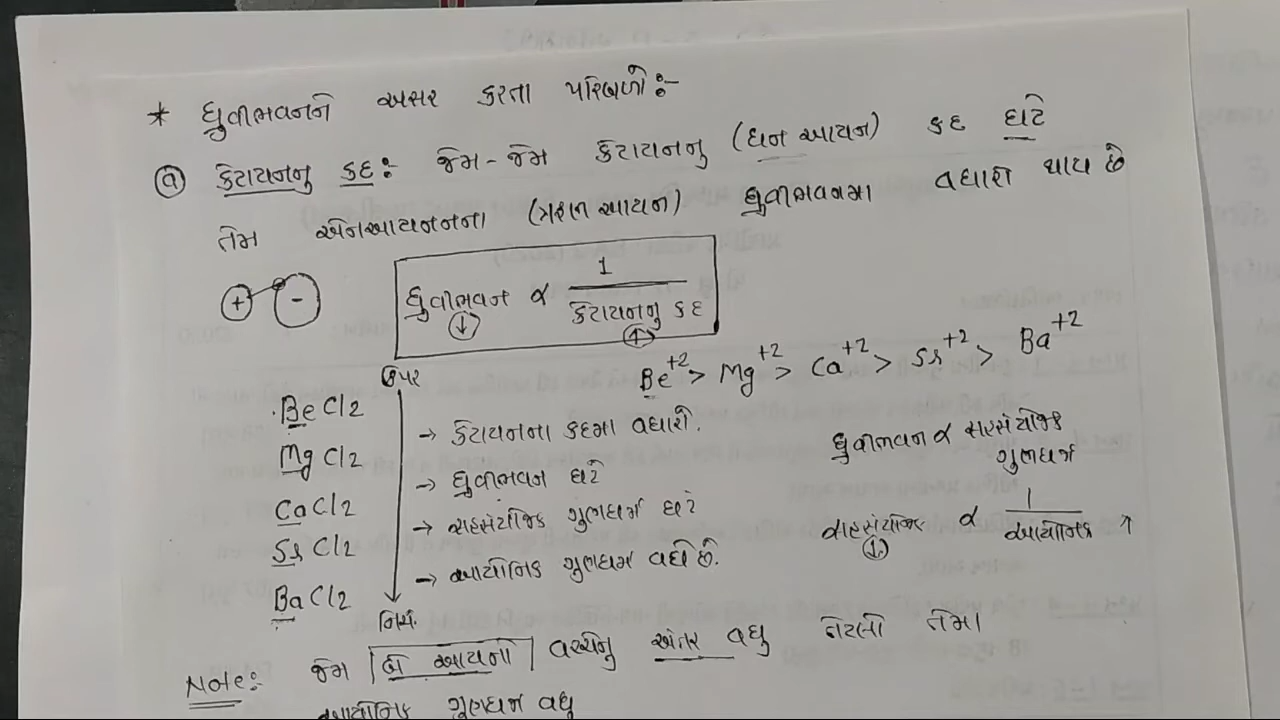 * ધ્રુવીભવનને અસર કરતા પરિબળો :-
(૧) કેટાયનનુ કદ : જેમ-જેમ કેટાયનનુ (ધન આયન) કદ ઘટે
તેમ એનઆયનનના (ઋણ આયન) ધ્રુવીભવનમા વધારો થાય છે
+ -
ધ્રુવીભવન ↓ ∝ 1 / કેટાયનનુ કદ ↑
Be+2 > Mg+2 > Ca+2 > Sr+2 > Ba+2
ઉપર
BeCl2
MgCl2
CaCl2
SrCl2
BaCl2
નીચે
→ કેટાયનના કદમા વધારો.
→ ધ્રુવીભવન ઘટે
→ સહસંયોજક ગુણધર્મ ઘટે
→ આયોનિક ગુણધર્મ વધે છે.
ધ્રુવીભવન ∝ સહસંયોજક
ગુણધર્મ
સહસંયોજક ↓ ∝ 1 / આયોનિક ↑
Note:- જેમ બે આયનો વચ્ચેનુ અંતર વધુ તેટલો તેમા
આયોનિક ગુણધર્મ વધુ